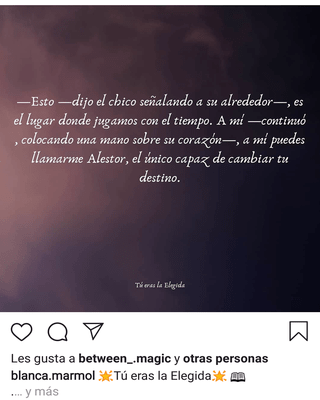 —Esto —dijo el chico señalando a su alrededor—, es
el lugar donde jugamos con el tiempo. A mí —continuó
, colocando una mano sobre su corazón—, a mí puedes
llamarme Alestor, el único capaz de cambiar tu
destino.
Tú eras la Elegida
Les gusta a between_.magic y otras personas
blanca.marmol 💥Tú eras la Elegida💥 📖
.... y más